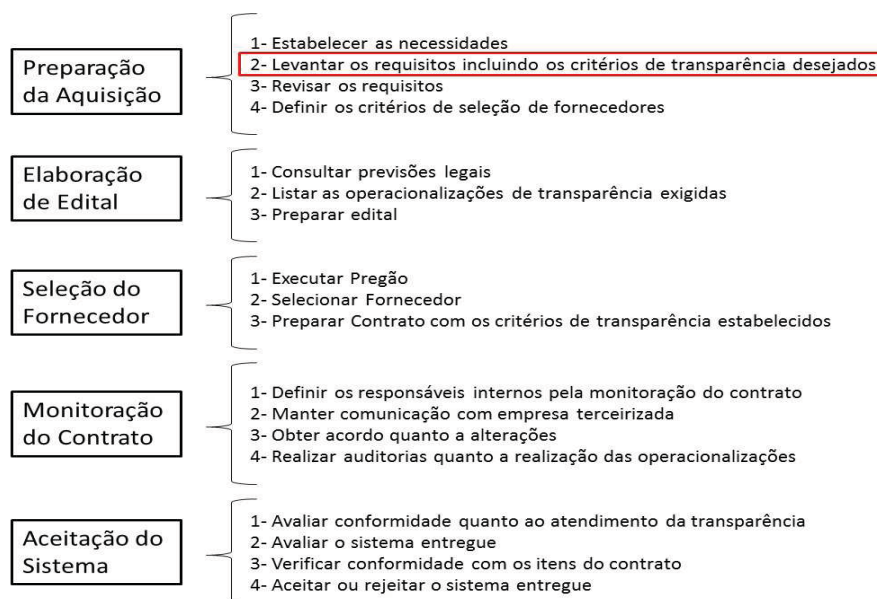 Preparação
da Aquisição
1- Estabelecer as necessidades
2- Levantar os requisitos incluindo os critérios de transparência desejados
3- Revisar os requisitos
4- Definir os critérios de seleção de fornecedores
Elaboração
de Edital
1- Consultar previsões legais
2- Listar as operacionalizações de transparência exigidas
3- Preparar edital
Seleção do
Fornecedor
1- Executar Pregão
2- Selecionar Fornecedor
3- Preparar Contrato com os critérios de transparência estabelecidos
Monitoração
do Contrato
1- Definir os responsáveis internos pela monitoração do contrato
2- Manter comunicação com empresa terceirizada
3- Obter acordo quanto a alterações
4- Realizar auditorias quanto a realização das operacionalizações
Aceitação do
Sistema
1- Avaliar conformidade quanto ao atendimento da transparência
2- Avaliar o sistema entregue
3- Verificar conformidade com os itens do contrato
4- Aceitar ou rejeitar o sistema entregue